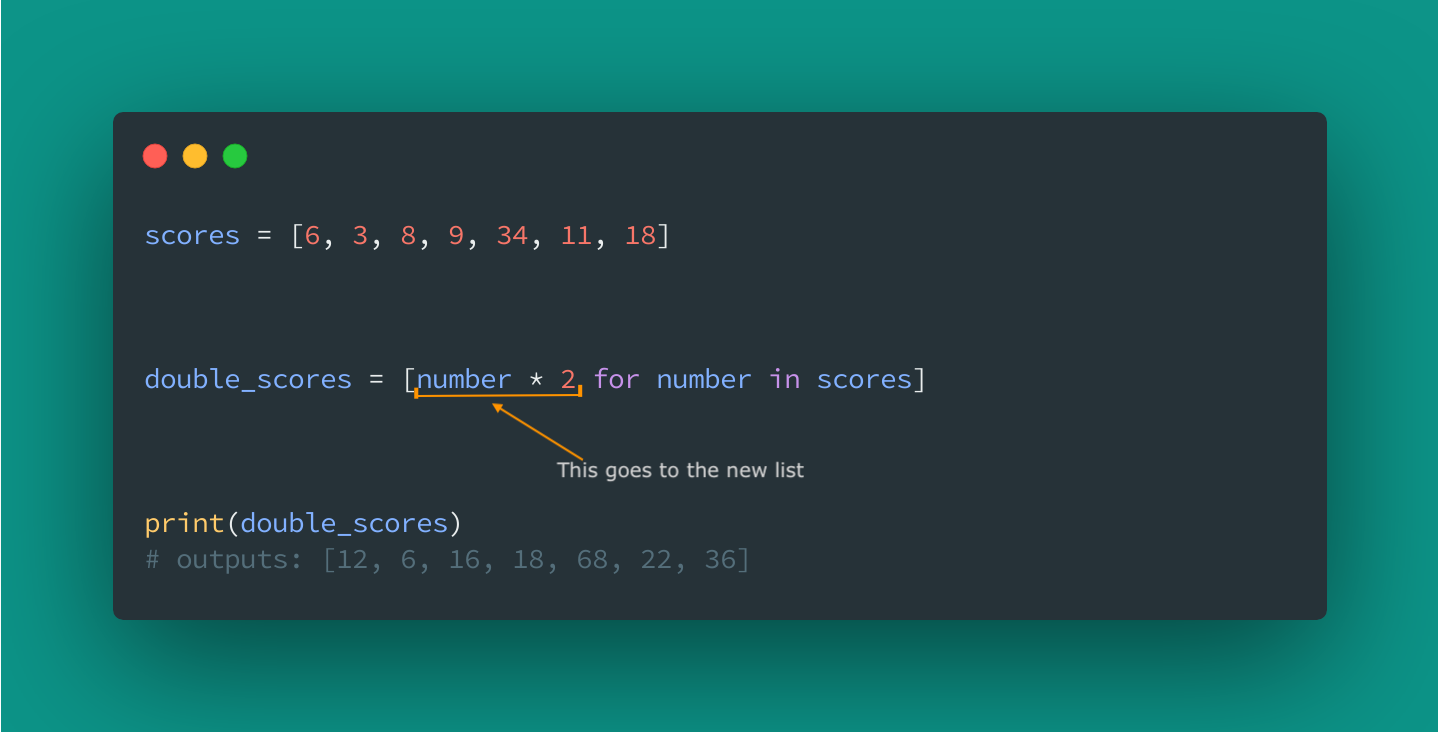 scores = [6, 3, 8, 9, 34, 11, 18]
double_scores = [number * 2 for number in scores]
This goes to the new list
print(double_scores)
# outputs: [12, 6, 16, 18, 68, 22, 36]